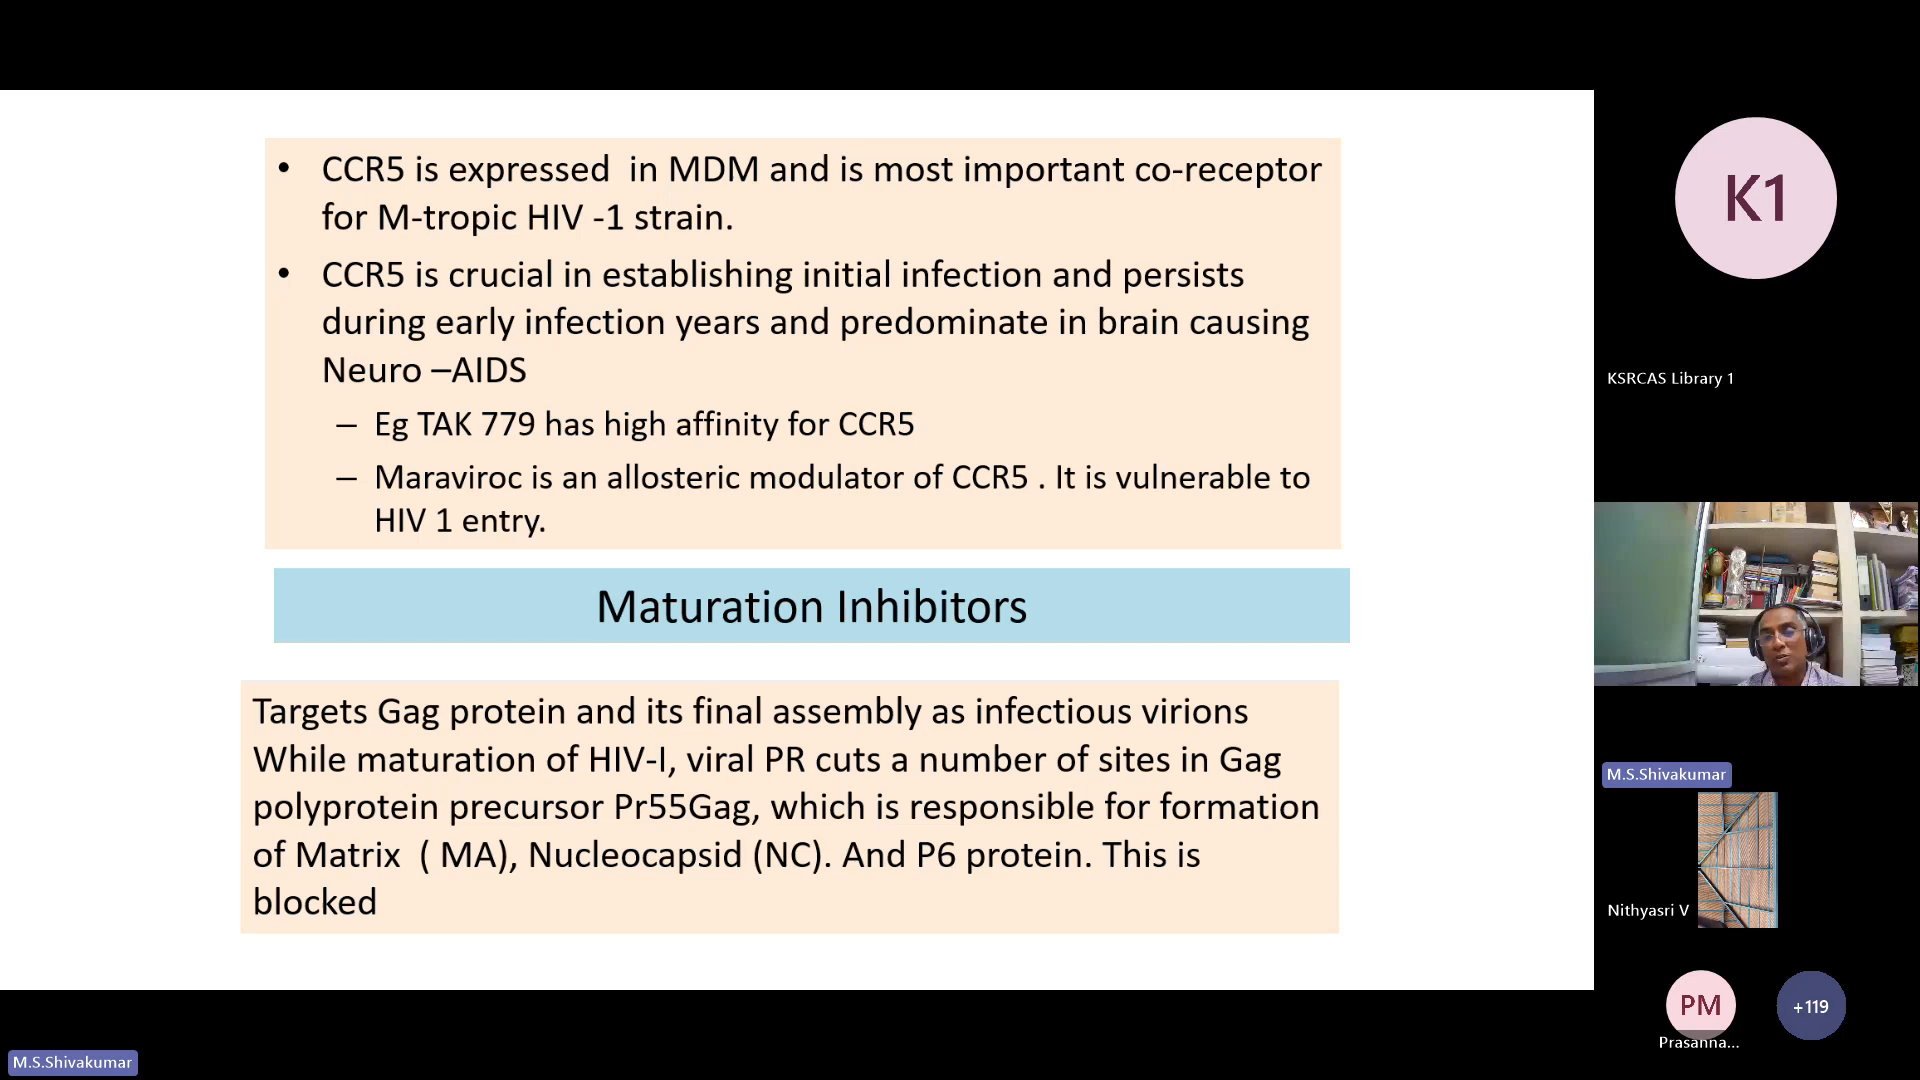 • CCR5 is expressed in MDM and is most important co-receptor
for M-tropic HIV -1 strain.
• CCR5 is crucial in establishing initial infection and persists
during early infection years and predominate in brain causing
Neuro –AIDS
– Eg TAK 779 has high affinity for CCR5
– Maraviroc is an allosteric modulator of CCR5 . It is vulnerable to
HIV 1 entry.
Maturation Inhibitors
Targets Gag protein and its final assembly as infectious virions
While maturation of HIV-I, viral PR cuts a number of sites in Gag
polyprotein precursor Pr55Gag, which is responsible for formation
of Matrix ( MA), Nucleocapsid (NC). And P6 protein. This is
blocked
K1
KSRCAS Library 1
M.S.Shivakumar
Nithyasri V
PM
+119
Prasanna...
M.S.Shivakumar